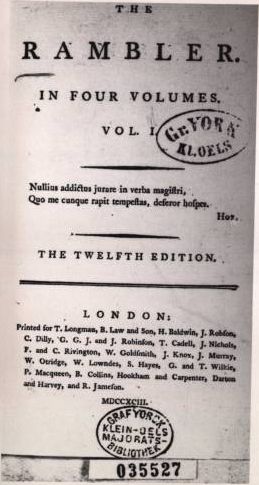 THE
RAMBLER.
IN FOUR VOLUMES.
VOL. I.
Gr. YORK
KL. OELS
Nullius addictus jurare in verba magistri,
Quo me cunque rapit tempestas, deferor hospes.
Hor.
THE TWELFTH EDITION.
LONDON:
Printed for T. Longman, B. Law and Son, H. Baldwin, J. Robson,
C. Dilly, G. G. J. and J. Robinson, T. Cadell, J. Nichols,
F. and C. Rivington, W. Goldsmith, J. Knox, J. Murray,
W. Otridge, W. Lowndes, S. Hayes, G. and T. Wilkie,
P. Macqueen, B. Collins, Hookham and Carpenter, Darton
and Harvey, and R. Jameson.
MDCCXCIII.
GRAF YORK
KLEIN-OELS
MAJORATS-
BIBLIOTHEK
035527